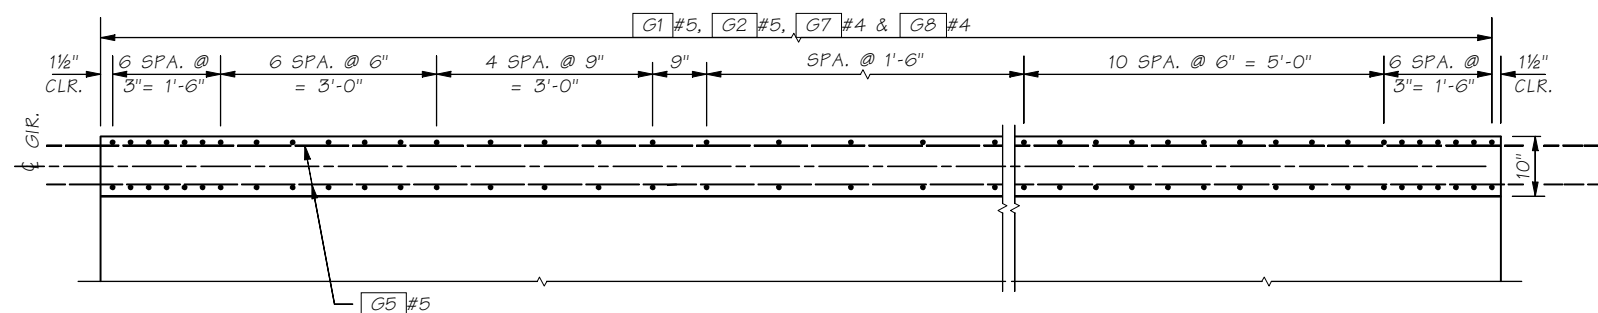 G1 #5, G2 #5, G7 #4 & G8 #4
1½" CLR.
6 SPA. @ 3"= 1'-6"
6 SPA. @ 6" = 3'-0"
4 SPA. @ 9" = 3'-0"
9"
SPA. @ 1'-6"
10 SPA. @ 6" = 5'-0"
6 SPA. @ 3"= 1'-6"
1½" CLR.
℄ GIR.
10"
G5 #5